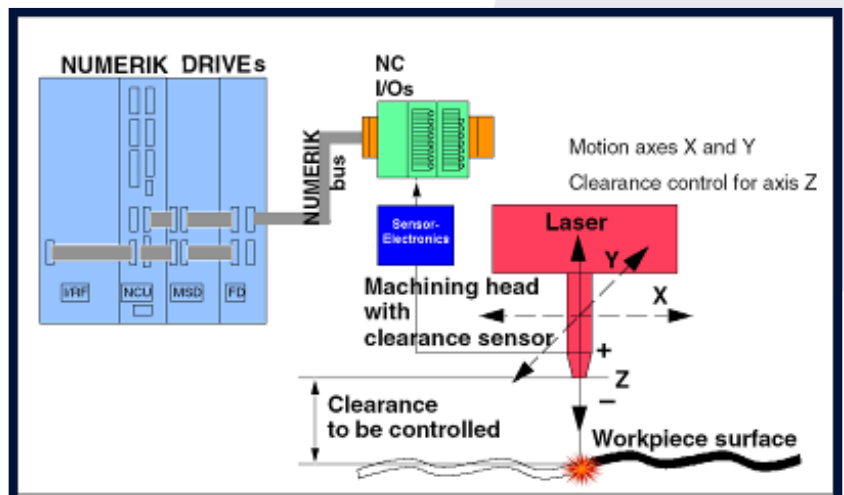 NUMERIK DRIVEs
NC
I/Os
NUMERIK
bus
Motion axes X and Y
Clearance control for axis Z
Sensor-
Electronics
Laser
Y
X
Machining head
with
clearance sensor
+
Z
−
I/RF
NCU
MSD
FD
Clearance
to be controlled
Workpiece surface